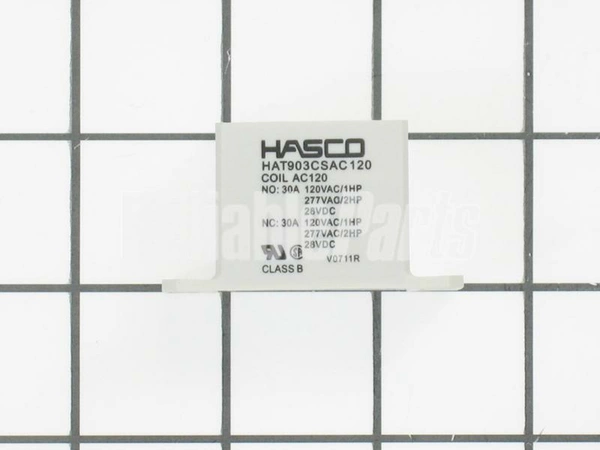 HASCO
HAT903CSAC120
COIL AC120
NO: 30A 120VAC/1HP
277VAC/2HP
28VDC
NC: 30A 120VAC/1HP
277VAC/2HP
28VDC
CLASS B V0711R